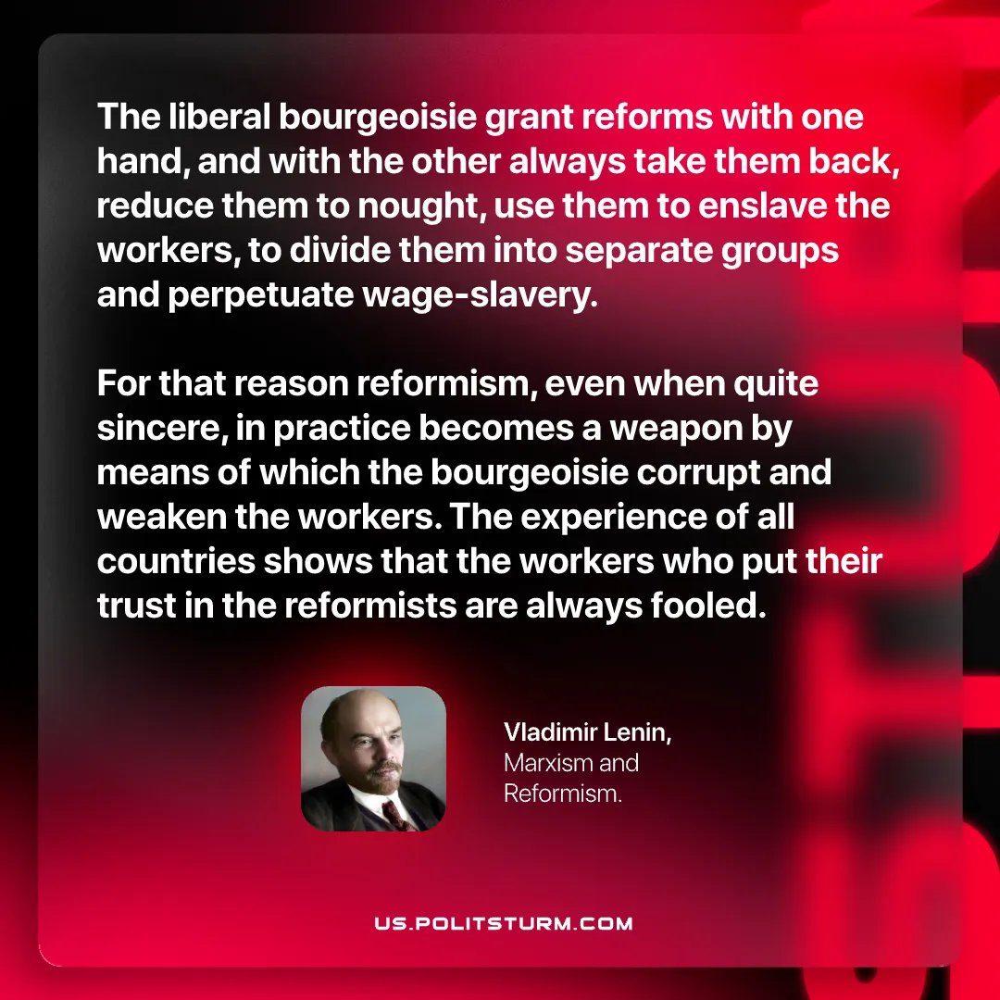 The liberal bourgeoisie grant reforms with one
hand, and with the other always take them back,
reduce them to nought, use them to enslave the
workers, to divide them into separate groups
and perpetuate wage-slavery.
For that reason reformism, even when quite
sincere, in practice becomes a weapon by
means of which the bourgeoisie corrupt and
weaken the workers. The experience of all
countries shows that the workers who put their
trust in the reformists are always fooled.
Vladimir Lenin,
Marxism and
Reformism.
US.POLITSTURM.COM